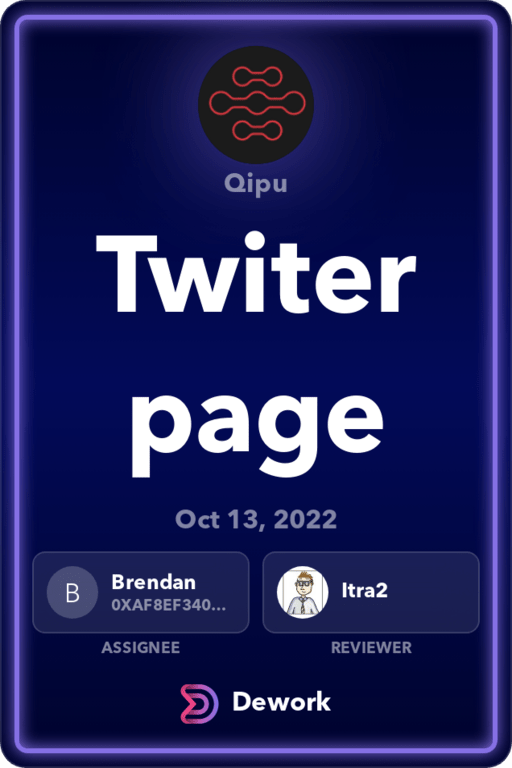 Qipu
Twiter
page
Oct 13, 2022
B
Brendan
0XAF8EF340...
ASSIGNEE
Itra2
REVIEWER
Dework